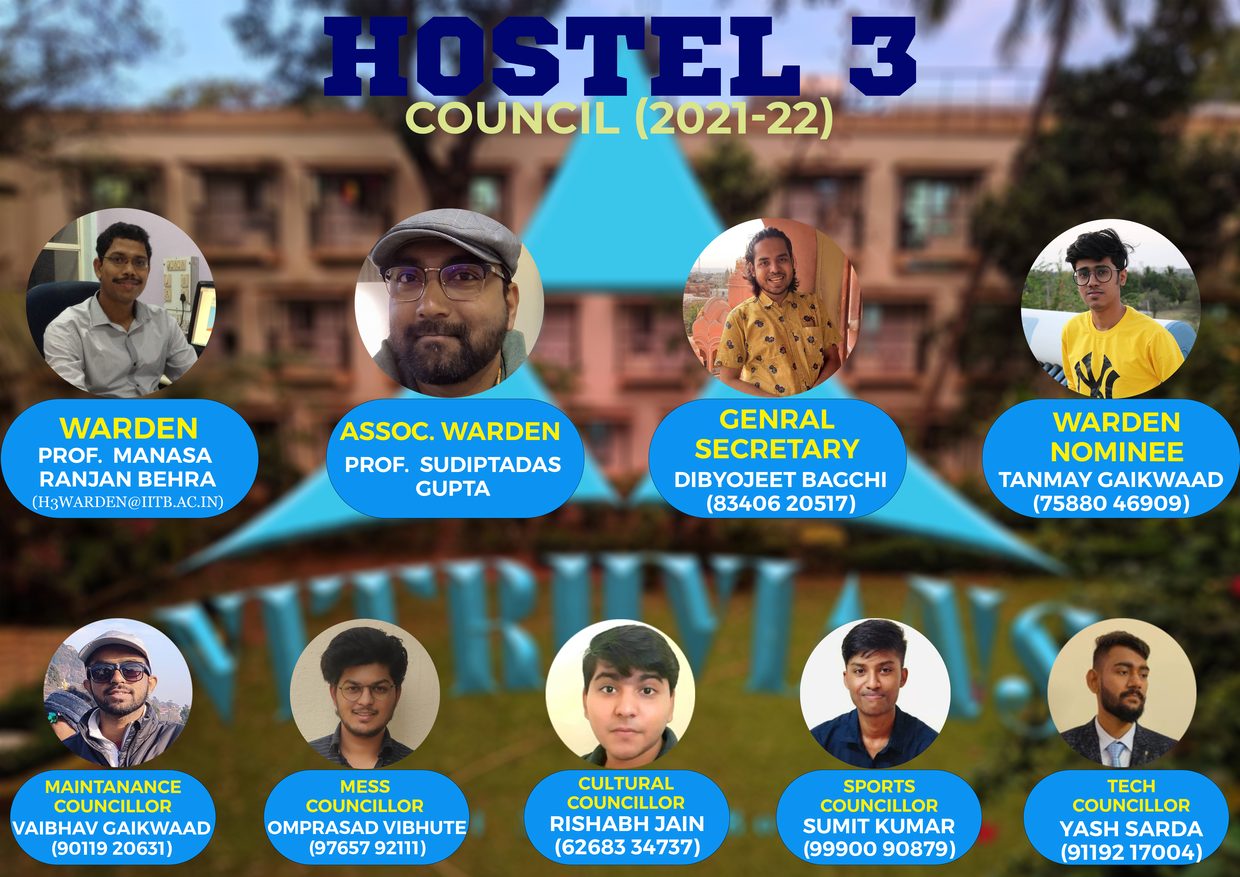 HOSTEL 3
COUNCIL (2021-22)
WARDEN
PROF. MANASA
RANJAN BEHRA
(H3WARDEN@IITB.AC.IN)
ASSOC. WARDEN
PROF. SUDIPTADAS
GUPTA
GENRAL
SECRETARY
DIBYOJEET BAGCHI
(83406 20517)
WARDEN
NOMINEE
TANMAY GAIKWAAD
(75880 46909)
VITRUVIANS
MAINTANANCE
COUNCILLOR
VAIBHAV GAIKWAAD
(90119 20631)
MESS
COUNCILLOR
OMPRASAD VIBHUTE
(97657 92111)
CULTURAL
COUNCILLOR
RISHABH JAIN
(62683 34737)
SPORTS
COUNCILLOR
SUMIT KUMAR
(99900 90879)
TECH
COUNCILLOR
YASH SARDA
(91192 17004)